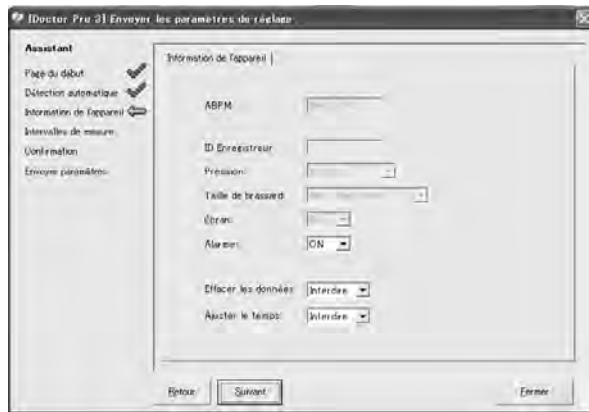 [Doctor Pro 3] Envoyer les paramètres du réglage
Assistant
Page du début
Détection automatique
Information de l'appareil
Intervalles de mesure
Confirmation
Envoyer paramètres
Information de l'appareil
ABPM
ID Enregistreur
Pression
Taille de brassard
Écran
Alarme
ON
Effacer les données
Interdire
Ajuster le temps
Interdire
Retour
Suivant
Fermer